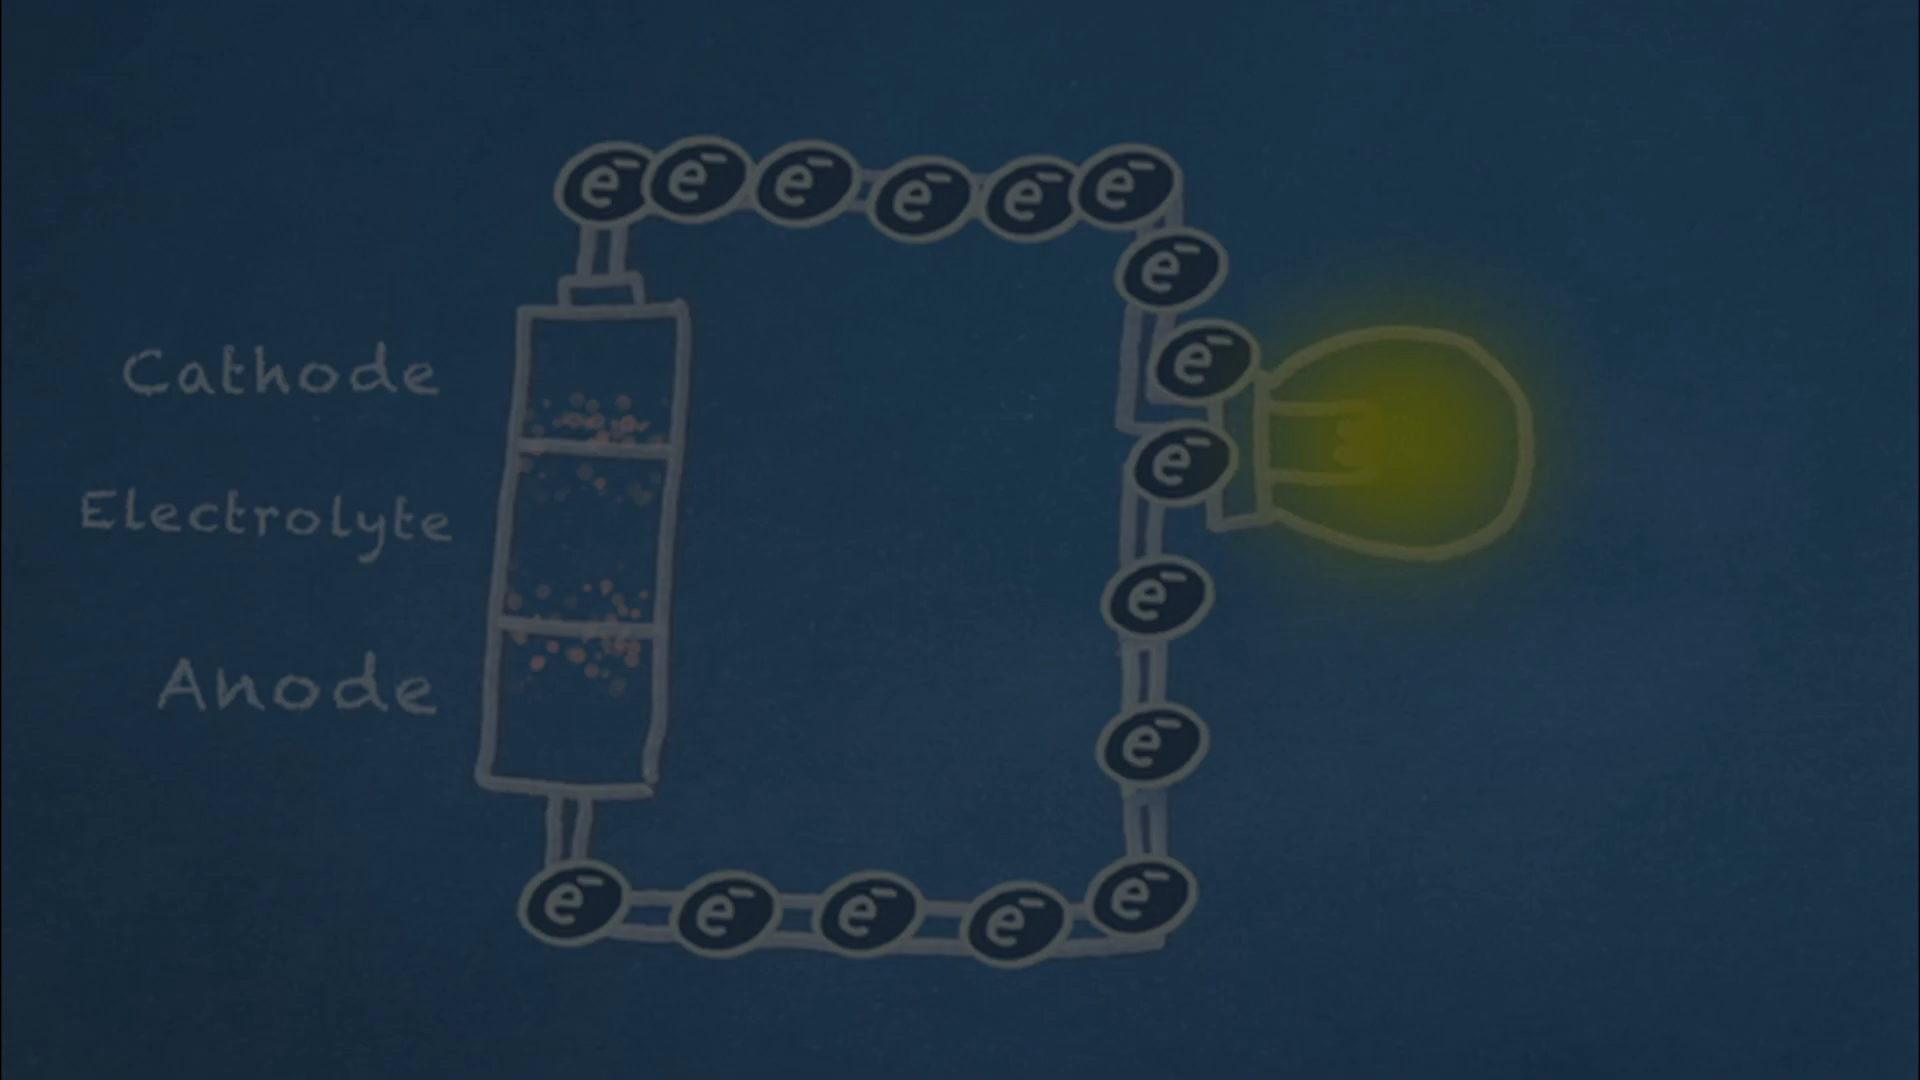 e⁻ e⁻ e⁻ e⁻ e⁻ e⁻
e⁻
e⁻
Cathode
e⁻
Electrolyte
e⁻
Anode
e⁻
e⁻ e⁻ e⁻ e⁻ e⁻